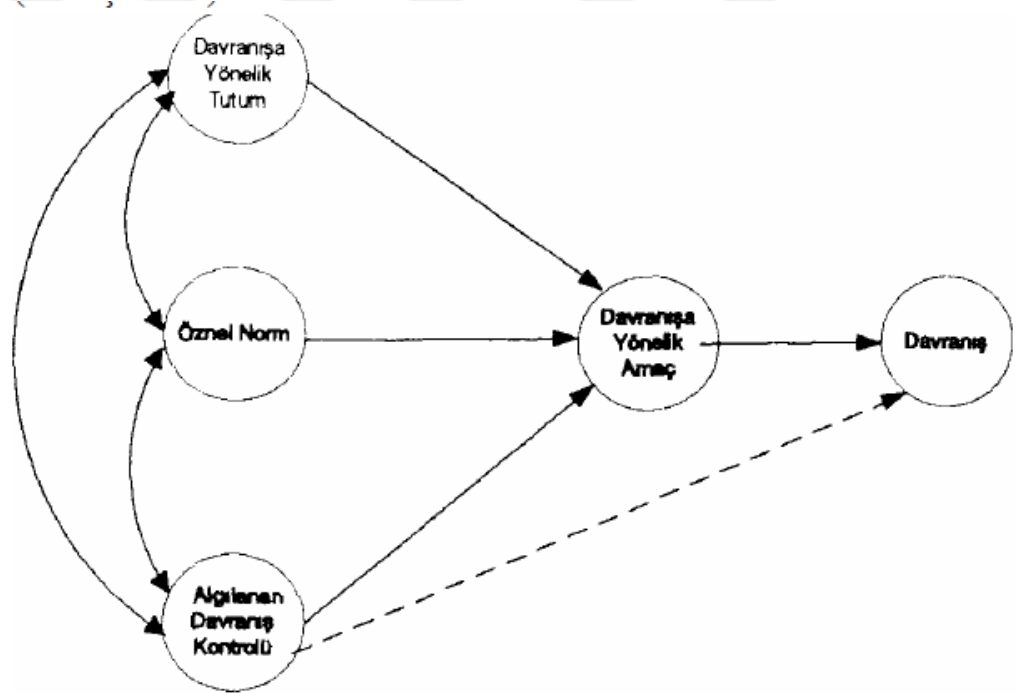 Davranışa
Yönelik
Tutum
Öznel Norm
Davranışa
Yönelik
Amaç
Davranış
Algılanan
Davranış
Kontrolü